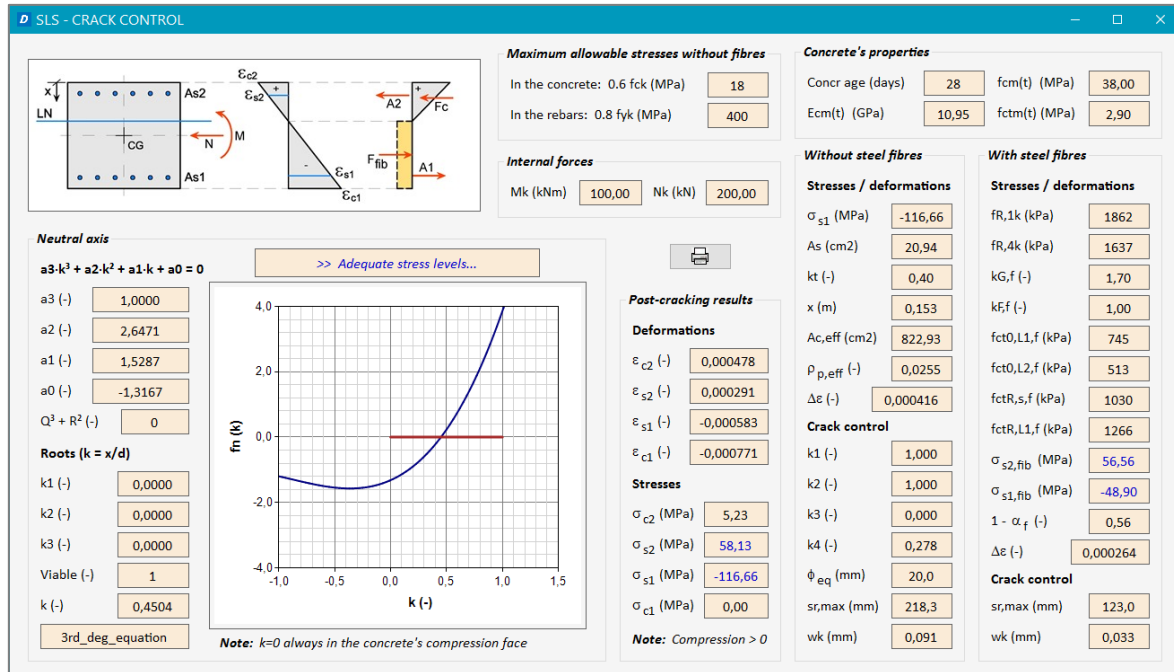 D SLS - CRACK CONTROL
x
LN
As2
CG
N
M
As1
εc2
εs2
+
-
εs1
εc1
+
A2
Fc
Ffib
A1
Maximum allowable stresses without fibres
In the concrete: 0.6 fck (MPa) 18
In the rebars: 0.8 fyk (MPa) 400
Internal forces
Mk (kNm) 100,00 Nk (kN) 200,00
Concrete's properties
Concr age (days) 28 fcm(t) (MPa) 38,00
Ecm(t) (GPa) 10,95 fctm(t) (MPa) 2,90
Neutral axis
a3·k³ + a2·k² + a1·k + a0 = 0
a3 (-) 1,0000
a2 (-) 2,6471
a1 (-) 1,5287
a0 (-) -1,3167
Q³ + R² (-) 0
Roots (k = x/d)
k1 (-) 0,0000
k2 (-) 0,0000
k3 (-) 0,0000
Viable (-) 1
k (-) 0,4504
3rd_deg_equation
>> Adequate stress levels...
fn (k)
4,0
2,0
0,0
-2,0
-4,0
-1,0 -0,5 0,0 0,5 1,0 1,5
k (-)
Note: k=0 always in the concrete's compression face
Post-cracking results
Deformations
εc2 (-) 0,000478
εs2 (-) 0,000291
εs1 (-) -0,000583
εc1 (-) -0,000771
Stresses
σc2 (MPa) 5,23
σs2 (MPa) 58,13
σs1 (MPa) -116,66
σc1 (MPa) 0,00
Note: Compression > 0
Without steel fibres
Stresses / deformations
σs1 (MPa) -116,66
As (cm2) 20,94
kt (-) 0,40
x (m) 0,153
Ac,eff (cm2) 822,93
ρp,eff (-) 0,0255
Δε (-) 0,000416
Crack control
k1 (-) 1,000
k2 (-) 1,000
k3 (-) 0,000
k4 (-) 0,278
ϕeq (mm) 20,0
sr,max (mm) 218,3
wk (mm) 0,091
With steel fibres
Stresses / deformations
fR,1k (kPa) 1862
fR,4k (kPa) 1637
kG,f (-) 1,70
kF,f (-) 1,00
fct0,L1,f (kPa) 745
fct0,L2,f (kPa) 513
fctR,s,f (kPa) 1030
fctR,L1,f (kPa) 1266
σs2,fib (MPa) 56,56
σs1,fib (MPa) -48,90
1 - αf (-) 0,56
Δε (-) 0,000264
Crack control
sr,max (mm) 123,0
wk (mm) 0,033